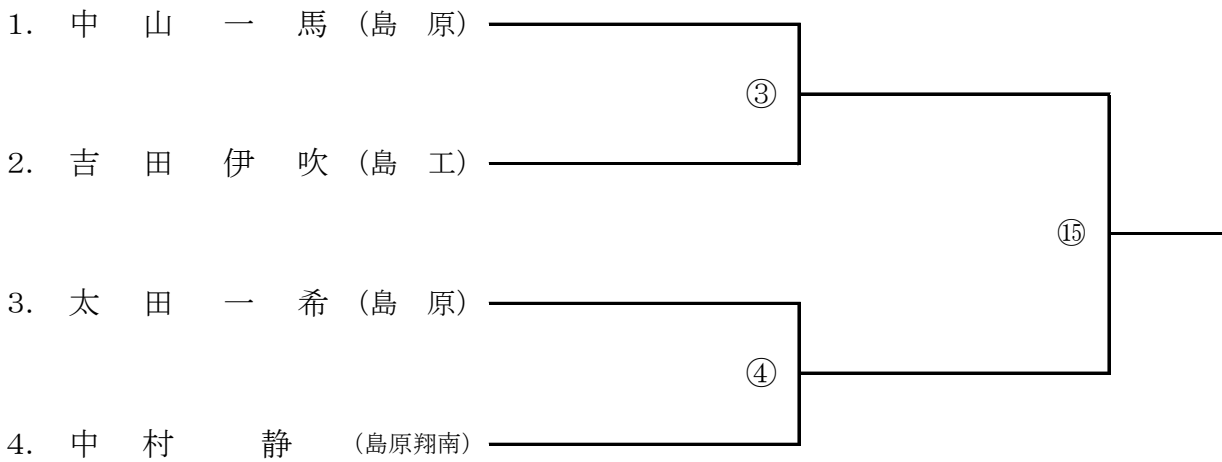 1. 中山一馬（島原）
③
2. 吉田伊吹（島工）
⑮
3. 太田一希（島原）
④
4. 中村静（島原翔南）